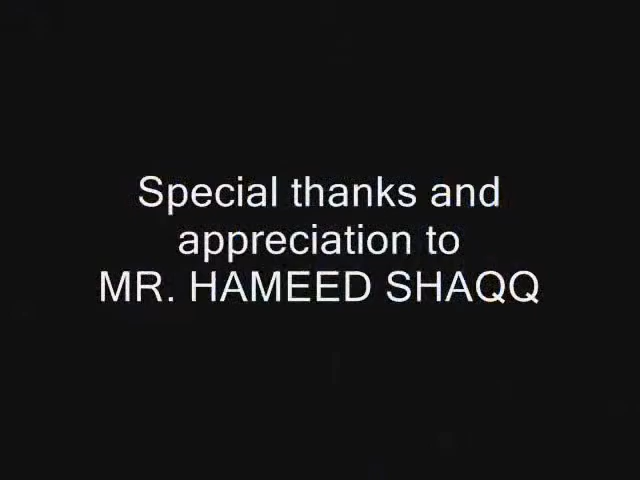 Special thanks and
appreciation to
MR. HAMEED SHAQQ